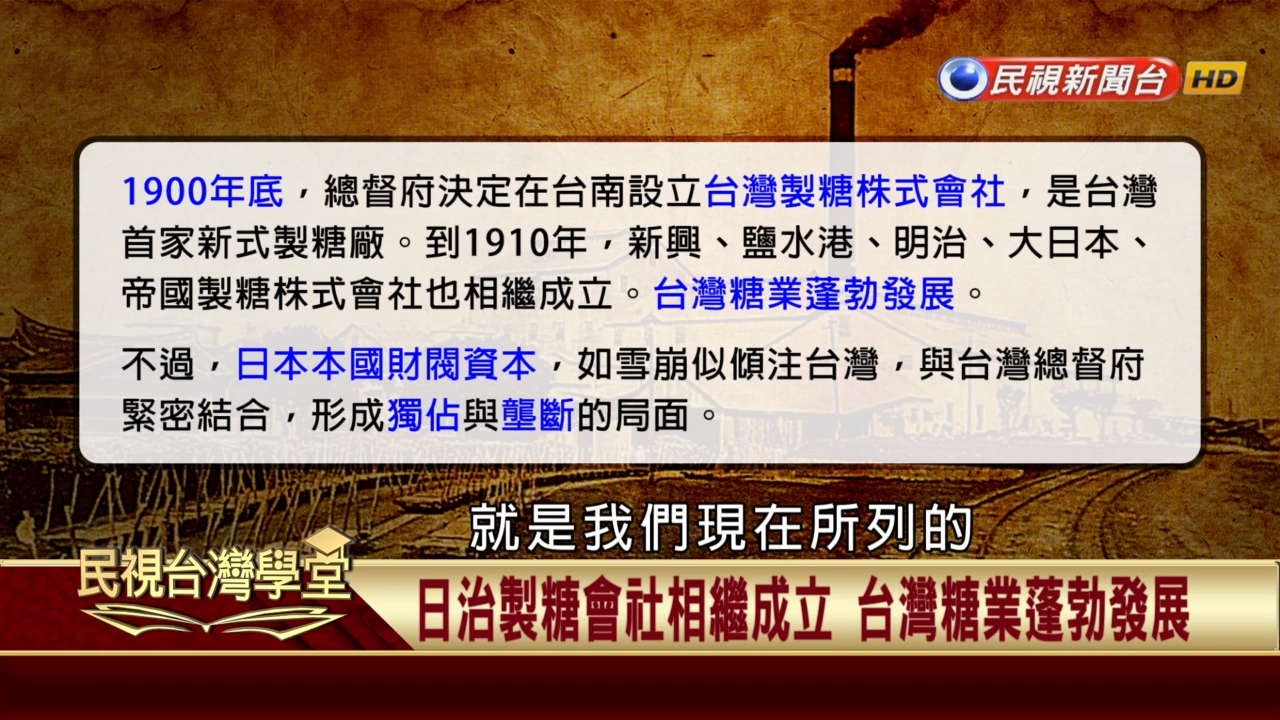 民視新聞台 HD
1900年底，總督府決定在台南設立台灣製糖株式會社，是台灣
首家新式製糖廠。到1910年，新興、鹽水港、明治、大日本、
帝國製糖株式會社也相繼成立。台灣糖業蓬勃發展。
不過，日本本國財閥資本，如雪崩似傾注台灣，與台灣總督府
緊密結合，形成獨佔與壟斷的局面。
就是我們現在所列的
民視台灣學堂
日治製糖會社相繼成立 台灣糖業蓬勃發展